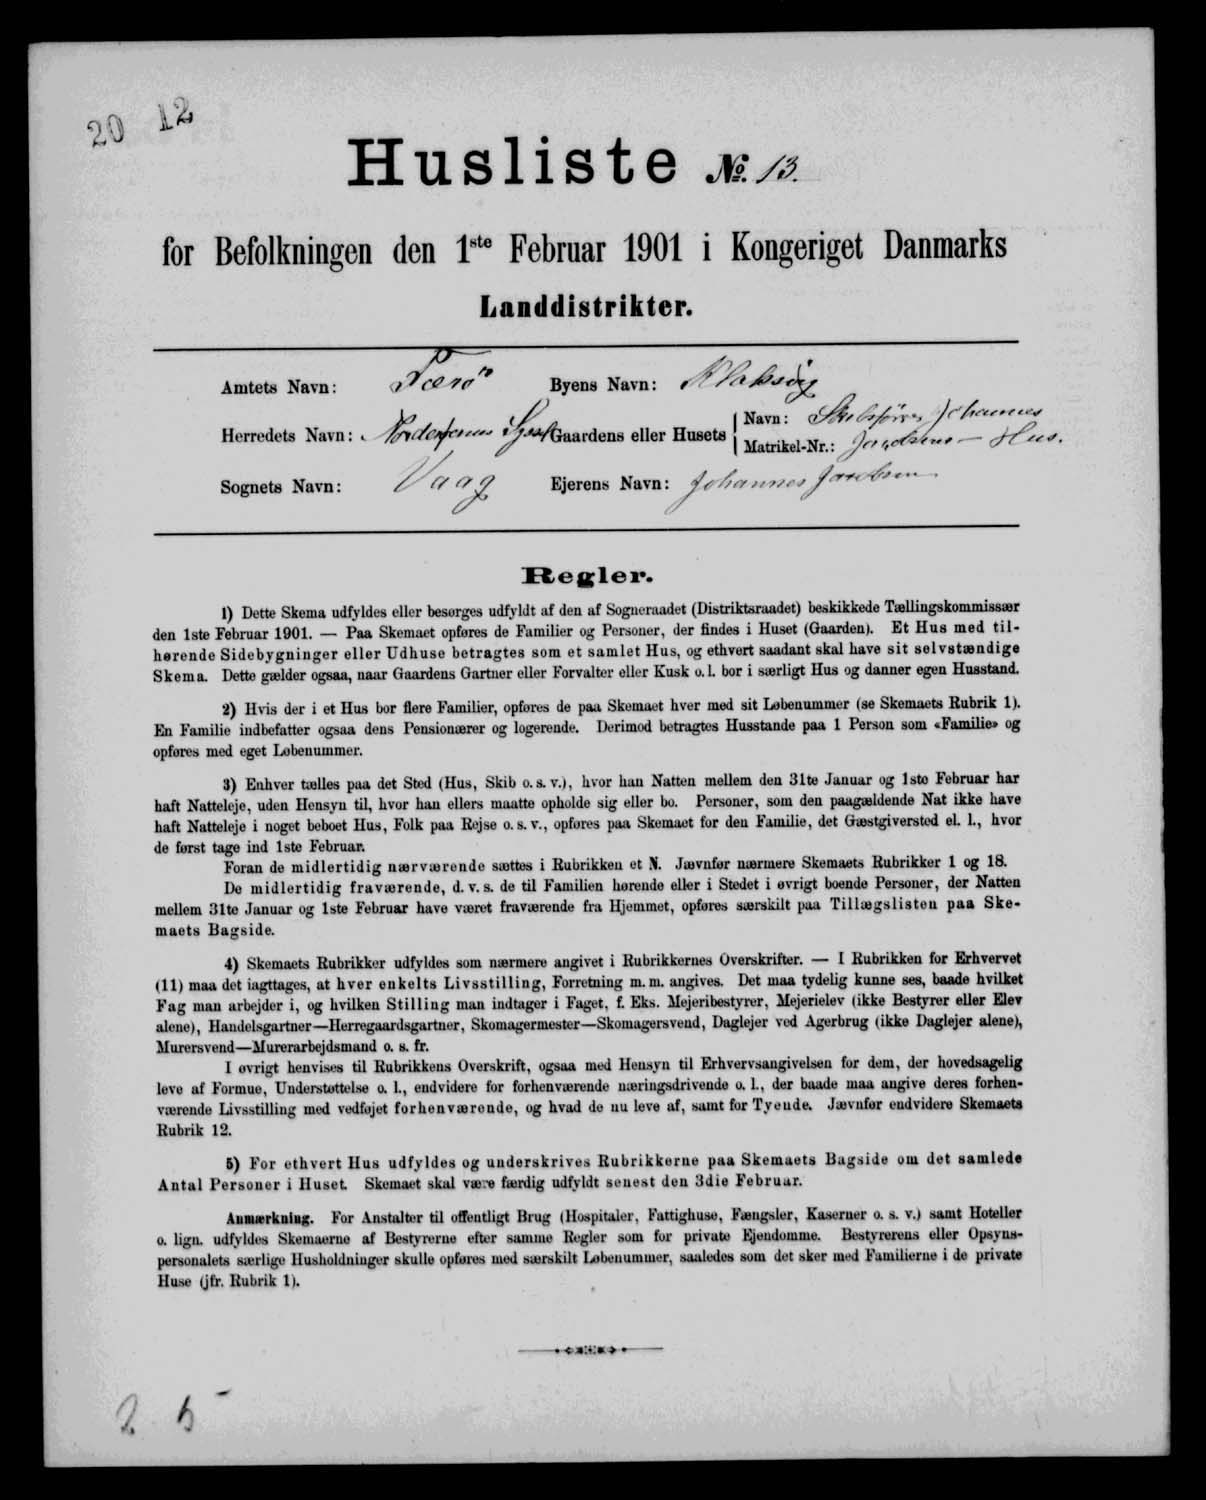 20 12
Husliste № 13.
for Befolkningen den 1ste Februar 1901 i Kongeriget Danmarks
Landdistrikter.
Amtets Navn: Færö Byens Navn: Klaksvig
Herredets Navn: Norderøernes Syssel Gaardens eller Husets Navn: Skibsfører Johannes
Matrikel-Nr.: Jacobsens Hus.
Sognets Navn: Vaag Ejerens Navn: Johannes Jacobsen
Regler.
1) Dette Skema udfyldes eller besørges udfyldt af den af Sogneraadet (Distriktsraadet) beskikkede Tællingskommissær
den 1ste Februar 1901. — Paa Skemaet opføres de Familier og Personer, der findes i Huset (Gaarden). Et Hus med til-
hørende Sidebygninger eller Udhuse betragtes som et samlet Hus, og ethvert saadant skal have sit selvstændige
Skema. Dette gælder ogsaa, naar Gaardens Gartner eller Forvalter eller Kusk o. l. bor i særligt Hus og danner egen Husstand.
2) Hvis der i et Hus bor flere Familier, opføres de paa Skemaet hver med sit Løbenummer (se Skemaets Rubrik 1).
En Familie indbefatter ogsaa dens Pensionærer og logerende. Derimod betragtes Husstande paa 1 Person som «Familie» og
opføres med eget Løbenummer.
3) Enhver tælles paa det Sted (Hus, Skib o. s. v.), hvor han Natten mellem den 31te Januar og 1ste Februar har
haft Natteleje, uden Hensyn til, hvor han ellers maatte opholde sig eller bo. Personer, som den paagældende Nat ikke have
haft Natteleje i noget beboet Hus, Folk paa Rejse o. s. v., opføres paa Skemaet for den Familie, det Gæstgiversted el. l., hvor
de først tage ind 1ste Februar.
Foran de midlertidig nærværende sættes i Rubrikken et N. Jævnfør nærmere Skemaets Rubrikker 1 og 18.
De midlertidig fraværende, d. v. s. de til Familien hørende eller i Stedet i øvrigt boende Personer, der Natten
mellem 31te Januar og 1ste Februar have været fraværende fra Hjemmet, opføres særskilt paa Tillægslisten paa Ske-
maets Bagside.
4) Skemaets Rubrikker udfyldes som nærmere angivet i Rubrikkernes Overskrifter. — I Rubrikken for Erhvervet
(11) maa det iagttages, at hver enkelts Livsstilling, Forretning m. m. angives. Det maa tydelig kunne ses, baade hvilket
Fag man arbejder i, og hvilken Stilling man indtager i Faget, f. Eks. Mejeribestyrer, Mejerielev (ikke Bestyrer eller Elev
alene), Handelsgartner—Herregaardsgartner, Skomagermester—Skomagersvend, Daglejer ved Agerbrug (ikke Daglejer alene),
Murersvend—Murerarbejdsmand o. s. fr.
I øvrigt henvises til Rubrikkens Overskrift, ogsaa med Hensyn til Erhvervsangivelsen for dem, der hovedsagelig
leve af Formue, Understøttelse o. l., endvidere for forhenværende næringsdrivende o. l., der baade maa angive deres forhen-
værende Livsstilling med vedføjet forhenværende, og hvad de nu leve af, samt for Tyende. Jævnfør endvidere Skemaets
Rubrik 12.
5) For ethvert Hus udfyldes og underskrives Rubrikkerne paa Skemaets Bagside om det samlede
Antal Personer i Huset. Skemaet skal være færdig udfyldt senest den 3die Februar.
Anmærkning. For Anstalter til offentligt Brug (Hospitaler, Fattighuse, Fængsler, Kaserner o. s. v.) samt Hoteller
o. lign. udfyldes Skemaerne af Bestyrerne efter samme Regler som for private Ejendomme. Bestyrerens eller Opsyns-
personalets særlige Husholdninger skulle opføres med særskilt Løbenummer, saaledes som det sker med Familierne i de private
Huse (jfr. Rubrik 1).